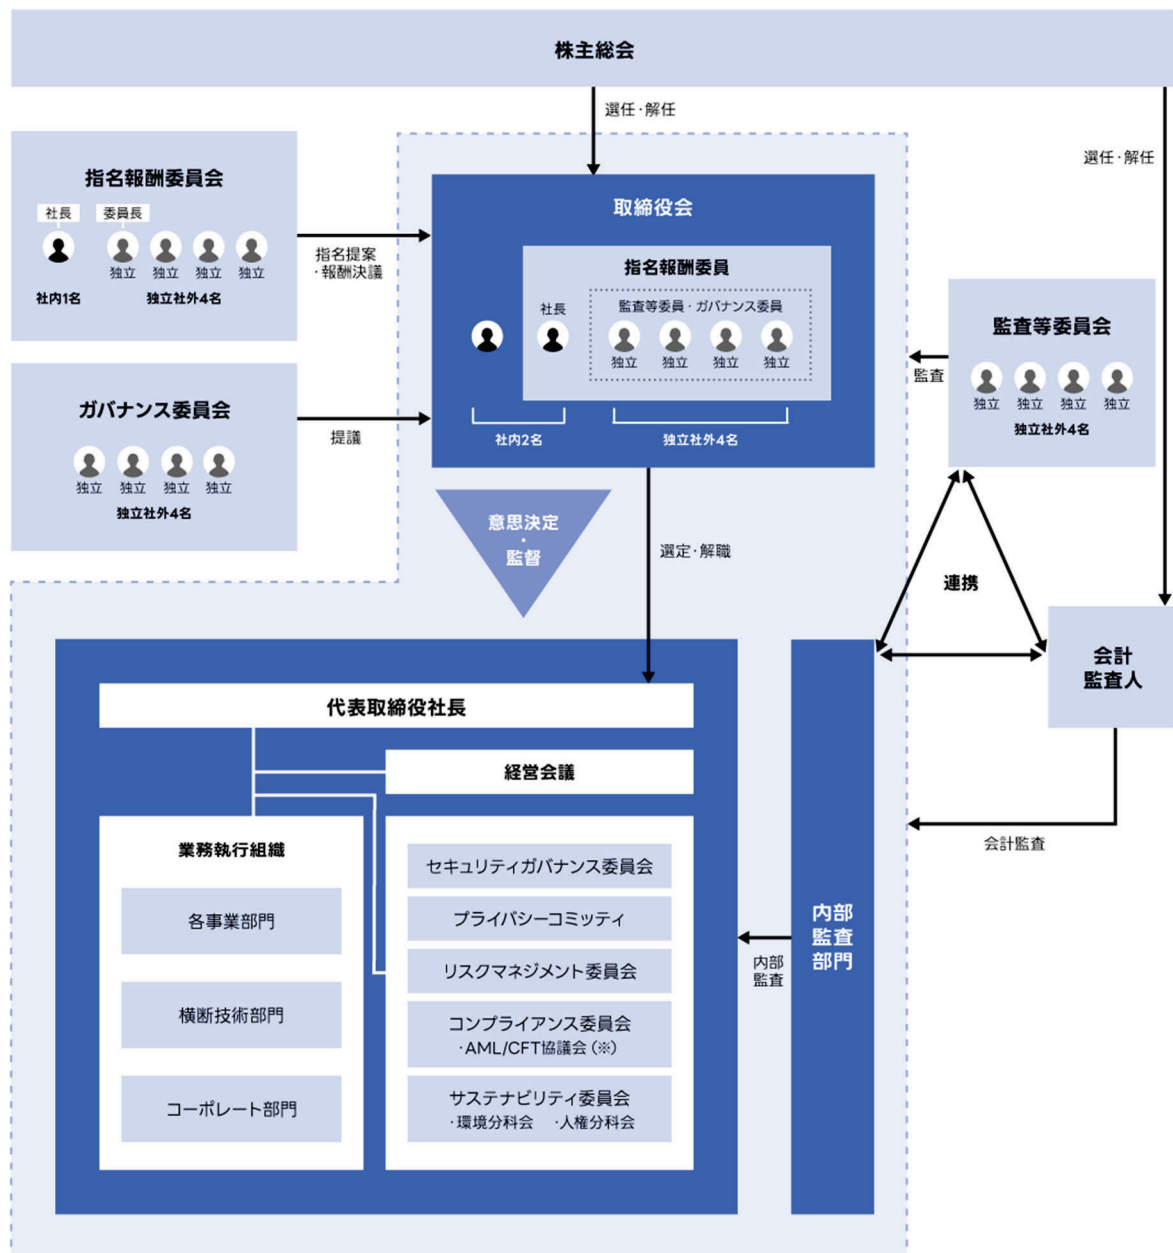 株主総会
選任・解任
選任・解任
指名報酬委員会
社長
委員長
独立
独立
独立
独立
社内1名
独立社外4名
指名提案
・報酬決議
取締役会
指名報酬委員
社長
監査等委員・ガバナンス委員
独立
独立
独立
独立
社内2名
独立社外4名
監査等委員会
独立
独立
独立
独立
独立社外4名
監査
ガバナンス委員会
独立
独立
独立
独立
独立社外4名
提議
意思決定
・
監督
選定・解職
連携
会計
監査人
会計監査
代表取締役社長
経営会議
業務執行組織
各事業部門
横断技術部門
コーポレート部門
セキュリティガバナンス委員会
プライバシーコミッティ
リスクマネジメント委員会
コンプライアンス委員会
・AML/CFT協議会(※)
サステナビリティ委員会
・環境分科会 ・人権分科会
内部
監査
内部
監査
部門